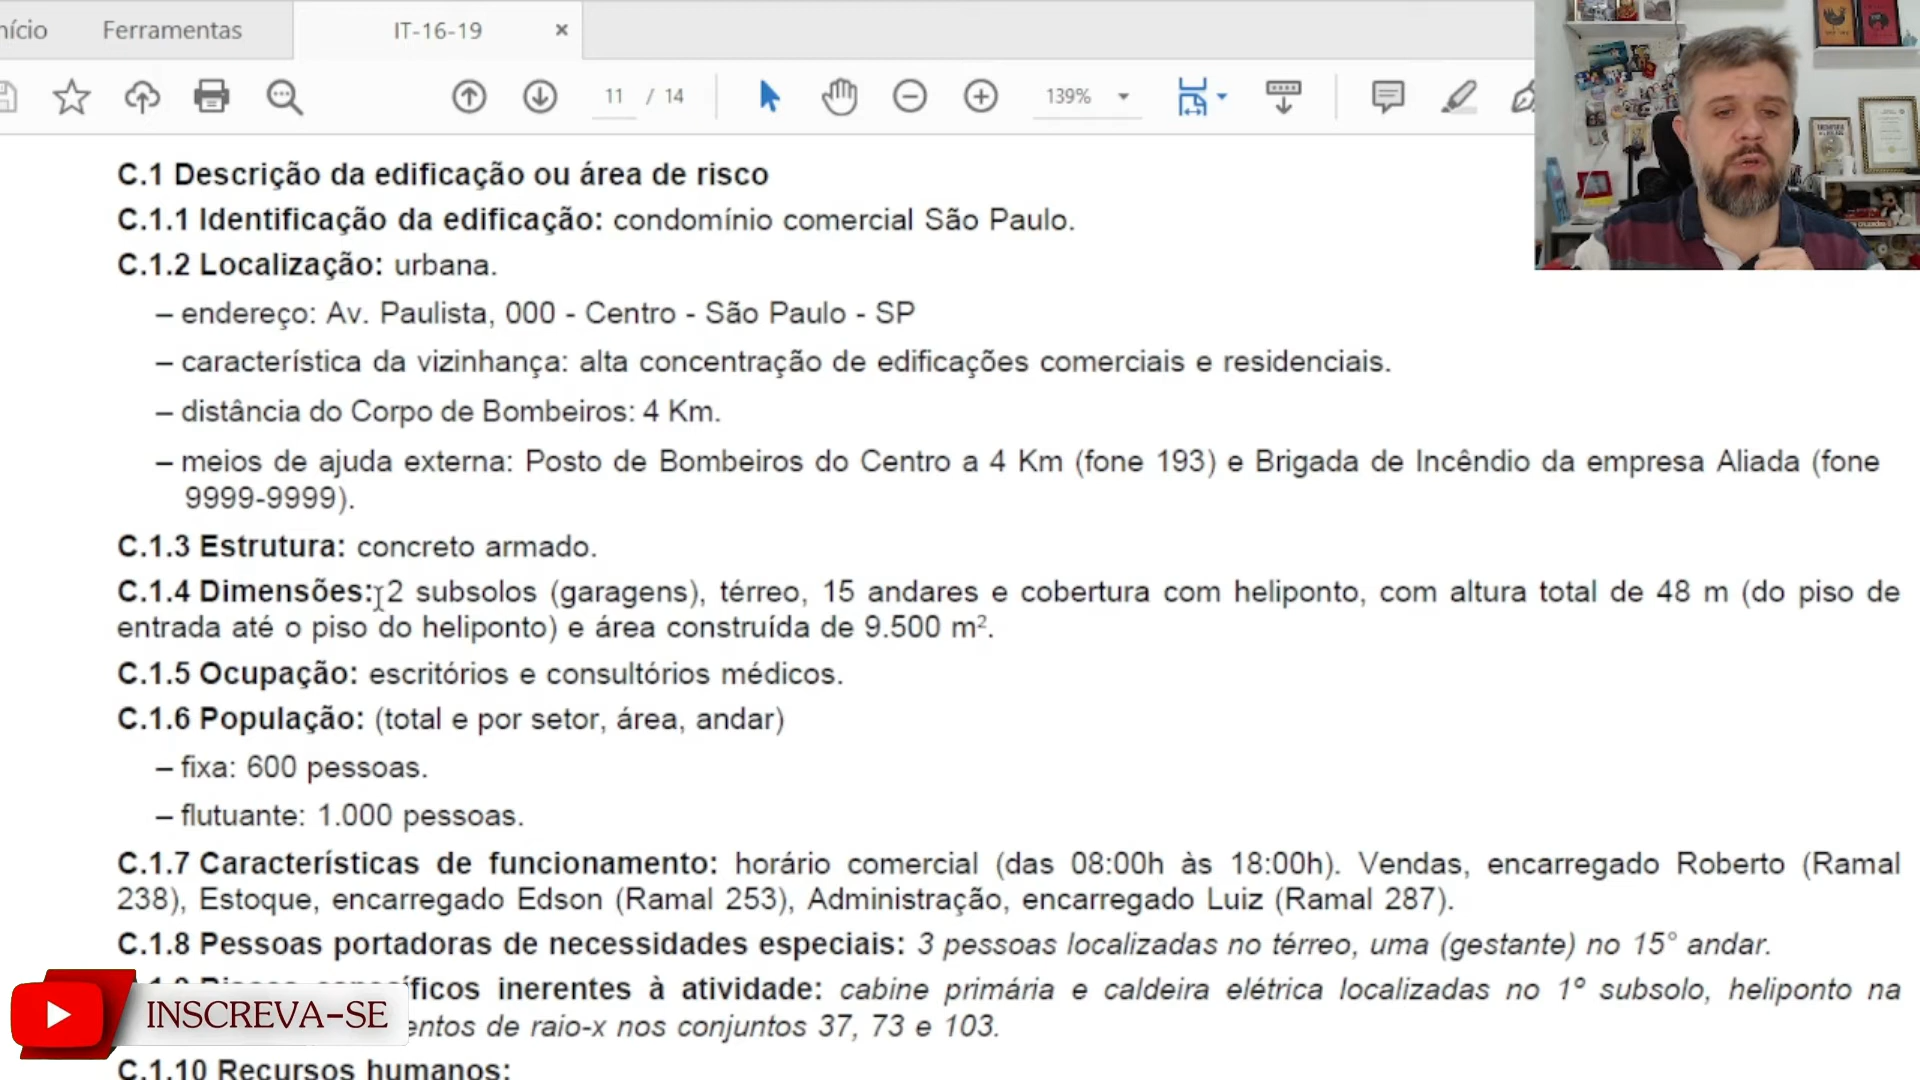 nício Ferramentas IT-16-19 ×
11 / 14 139%
C.1 Descrição da edificação ou área de risco
C.1.1 Identificação da edificação: condomínio comercial São Paulo.
C.1.2 Localização: urbana.
– endereço: Av. Paulista, 000 - Centro - São Paulo - SP
– característica da vizinhança: alta concentração de edificações comerciais e residenciais.
– distância do Corpo de Bombeiros: 4 Km.
– meios de ajuda externa: Posto de Bombeiros do Centro a 4 Km (fone 193) e Brigada de Incêndio da empresa Aliada (fone
9999-9999).
C.1.3 Estrutura: concreto armado.
C.1.4 Dimensões: 2 subsolos (garagens), térreo, 15 andares e cobertura com heliponto, com altura total de 48 m (do piso de
entrada até o piso do heliponto) e área construída de 9.500 m².
C.1.5 Ocupação: escritórios e consultórios médicos.
C.1.6 População: (total e por setor, área, andar)
– fixa: 600 pessoas.
– flutuante: 1.000 pessoas.
C.1.7 Características de funcionamento: horário comercial (das 08:00h às 18:00h). Vendas, encarregado Roberto (Ramal
238), Estoque, encarregado Edson (Ramal 253), Administração, encarregado Luiz (Ramal 287).
C.1.8 Pessoas portadoras de necessidades especiais: 3 pessoas localizadas no térreo, uma (gestante) no 15° andar.
ficos inerentes à atividade: cabine primária e caldeira elétrica localizadas no 1º subsolo, heliponto na
entos de raio-x nos conjuntos 37, 73 e 103.
INSCREVA-SE
C.1.10 Recursos humanos: